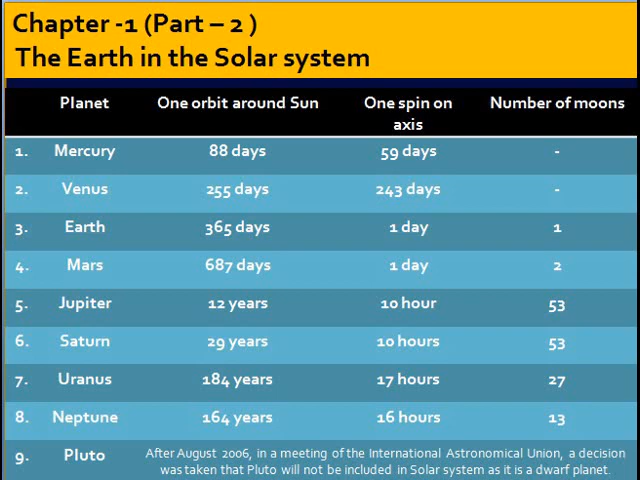 Chapter -1 (Part – 2 )
The Earth in the Solar system
Planet One orbit around Sun One spin on axis Number of moons
1. Mercury 88 days 59 days -
2. Venus 255 days 243 days -
3. Earth 365 days 1 day 1
4. Mars 687 days 1 day 2
5. Jupiter 12 years 10 hour 53
6. Saturn 29 years 10 hours 53
7. Uranus 184 years 17 hours 27
8. Neptune 164 years 16 hours 13
9. Pluto After August 2006, in a meeting of the International Astronomical Union, a decision
was taken that Pluto will not be included in Solar system as it is a dwarf planet.